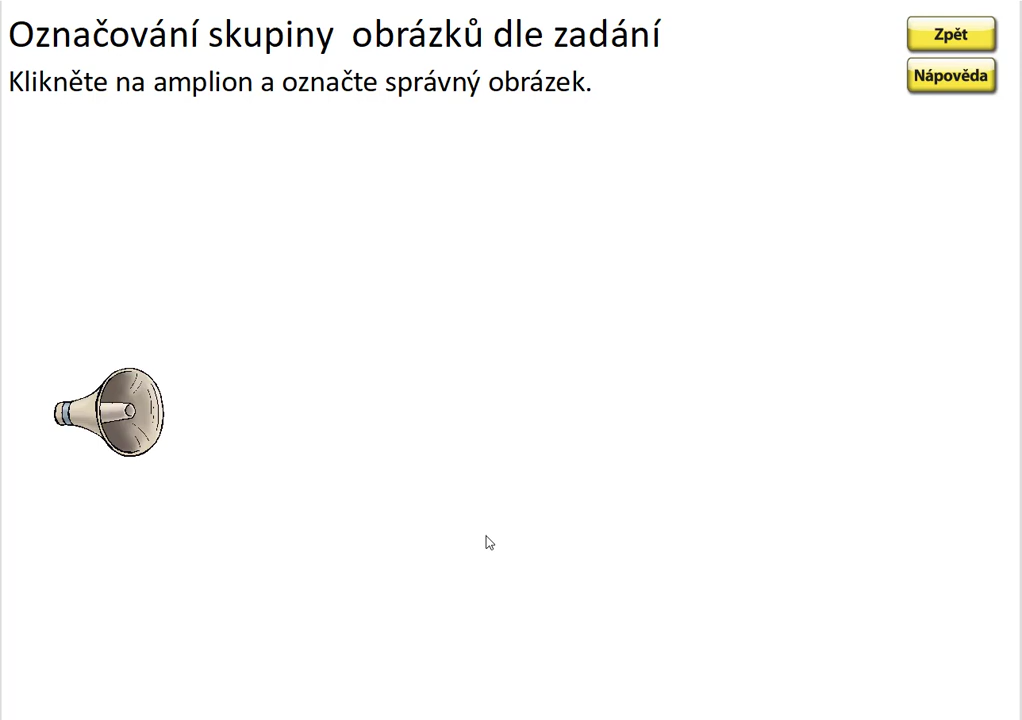 Označování skupiny  obrázků dle zadání
Klikněte na amplion a označte správný obrázek.
Zpět
Nápověda